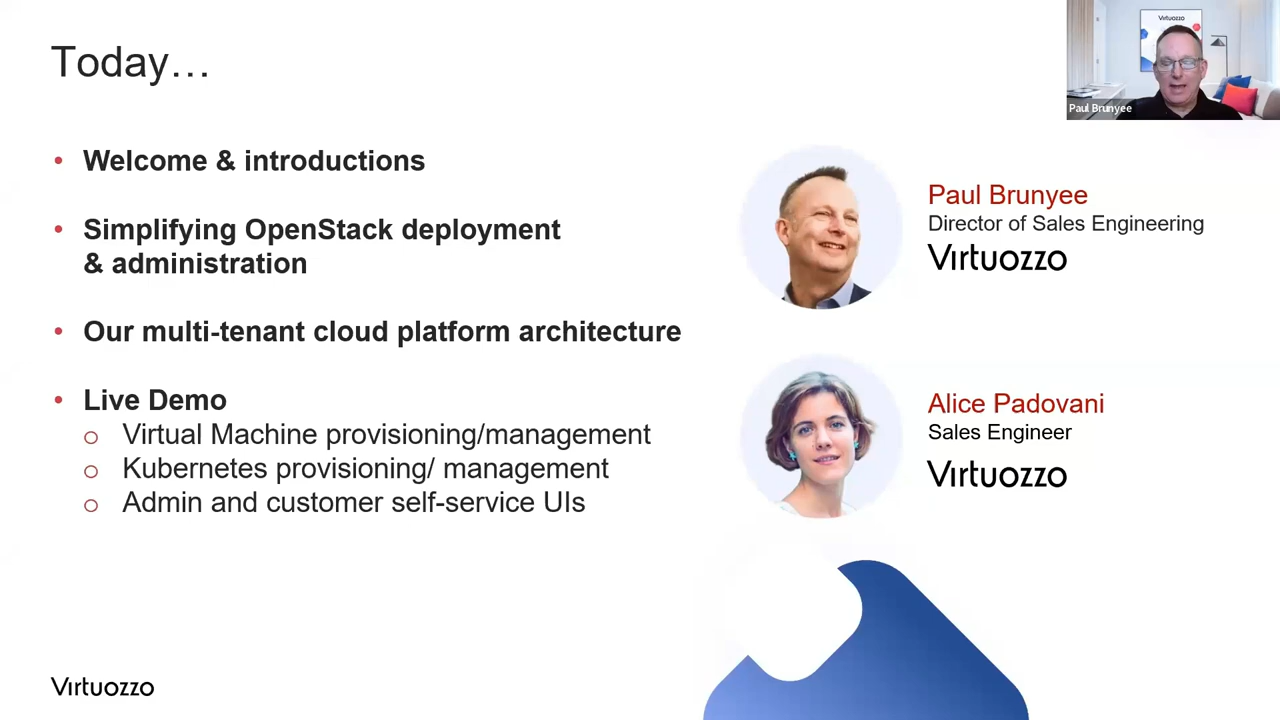 Today…
Virtuozzo
Paul Brunyee
• Welcome & introductions
• Simplifying OpenStack deployment
& administration
• Our multi-tenant cloud platform architecture
• Live Demo
o Virtual Machine provisioning/management
o Kubernetes provisioning/ management
o Admin and customer self-service UIs
Paul Brunyee
Director of Sales Engineering
Virtuozzo
Alice Padovani
Sales Engineer
Virtuozzo
Virtuozzo